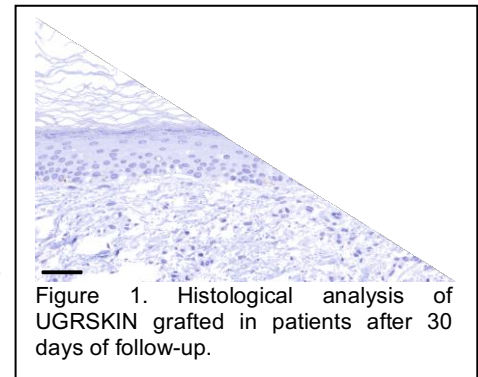 Figure 1. Histological analysis of
UGRSKIN grafted in patients after 30
days of follow-up.